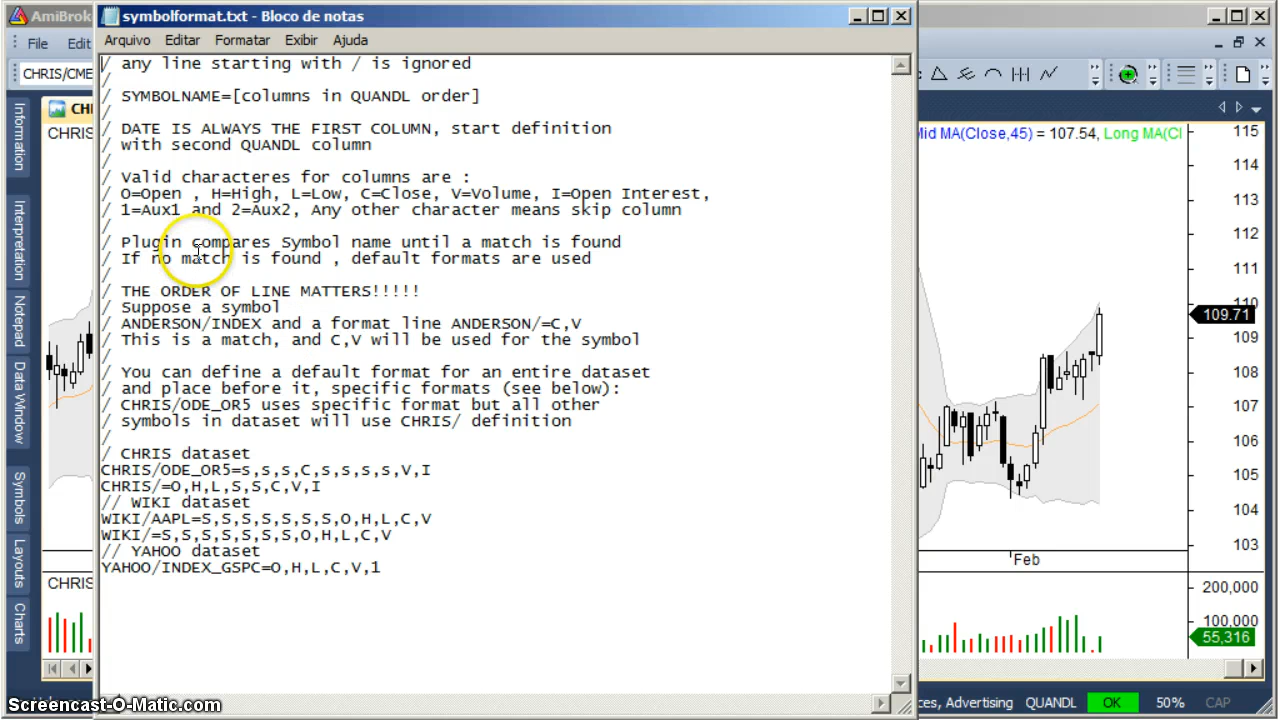 AmiBrok
symbolformat.txt - Bloco de notas
File Edit
Arquivo Editar Formatar Exibir Ajuda
CHRIS/CME
/ any line starting with / is ignored
/
/ SYMBOLNAME=[columns in QUANDL order]
/
/ DATE IS ALWAYS THE FIRST COLUMN, start definition
/ with second QUANDL column
/
/ Valid characteres for columns are :
/ O=Open , H=High, L=Low, C=Close, V=Volume, I=Open Interest,
/ 1=Aux1 and 2=Aux2, Any other character means skip column
/
/ Plugin compares Symbol name until a match is found
/ If no match is found , default formats are used
/
/ THE ORDER OF LINE MATTERS!!!!!
/ Suppose a symbol
/ ANDERSON/INDEX and a format line ANDERSON/=C,V
/ This is a match, and C,V will be used for the symbol
/
/ You can define a default format for an entire dataset
/ and place before it, specific formats (see below):
/ CHRIS/ODE_OR5 uses specific format but all other
/ symbols in dataset will use CHRIS/ definition
/
/ CHRIS dataset
CHRIS/ODE_OR5=S,S,S,C,S,S,S,S,V,I
CHRIS/=O,H,L,S,S,C,V,I
// WIKI dataset
WIKI/AAPL=S,S,S,S,S,S,S,O,H,L,C,V
WIKI/=S,S,S,S,S,S,S,O,H,L,C,V
// YAHOO dataset
YAHOO/INDEX_GSPC=O,H,L,C,V,1
Information
Interpretation
Notepad
Data Window
Symbols
Layouts
Charts
CH
CHRIS
CHRIS
Mid MA(Close,45) = 107.54, Long MA(Cl
115
114
113
112
111
110
109.71
109
108
107
106
105
104
103
Feb
200,000
100,000
55,316
Screencast-O-Matic.com
ces, Advertising QUANDL OK 50% CAP